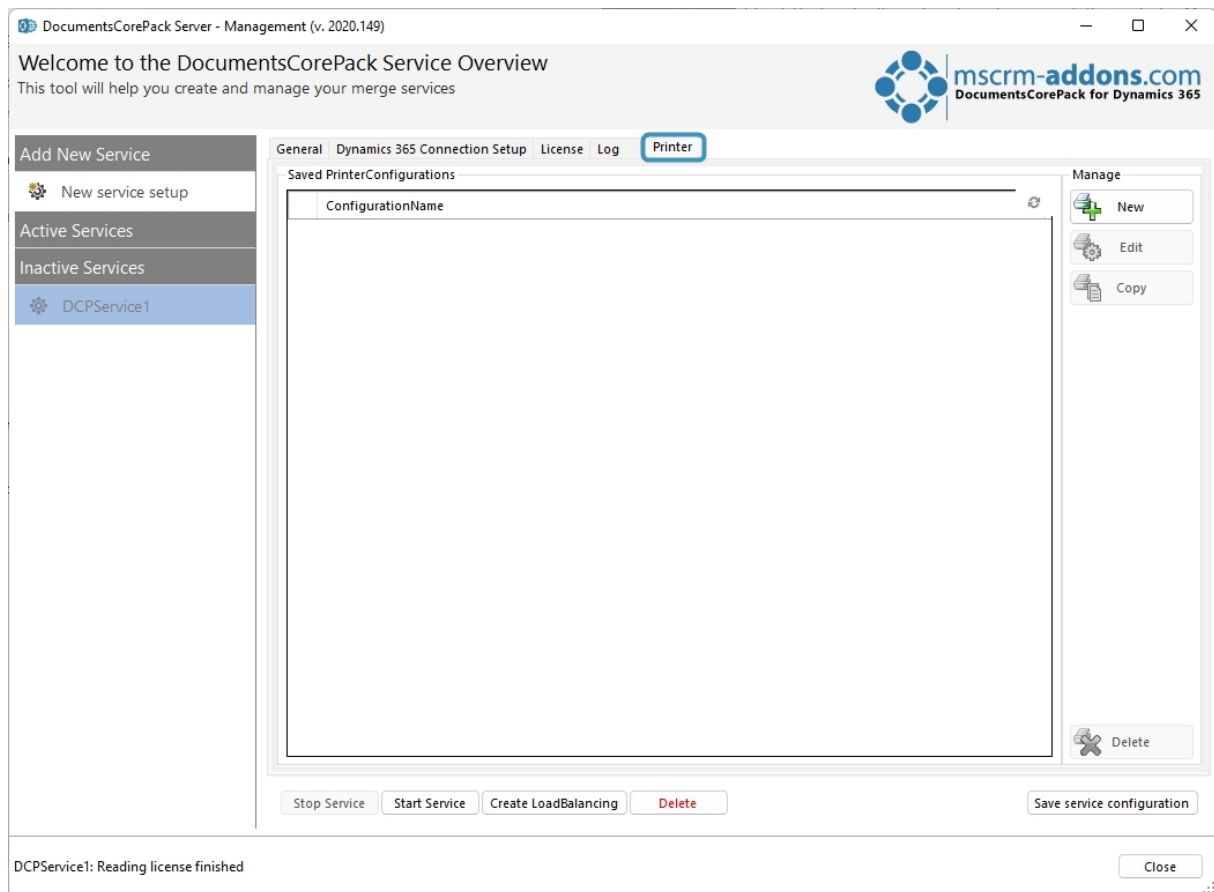 DocumentsCorePack Server - Management (v. 2020.149)
Welcome to the DocumentsCorePack Service Overview
This tool will help you create and manage your merge services
mscrm-addons.com
DocumentsCorePack for Dynamics 365
Add New Service
New service setup
Active Services
Inactive Services
DCPService1
General Dynamics 365 Connection Setup License Log Printer
Saved PrinterConfigurations
ConfigurationName
Manage
New
Edit
Copy
Delete
Stop Service Start Service Create LoadBalancing Delete Save service configuration
DCPService1: Reading license finished
Close